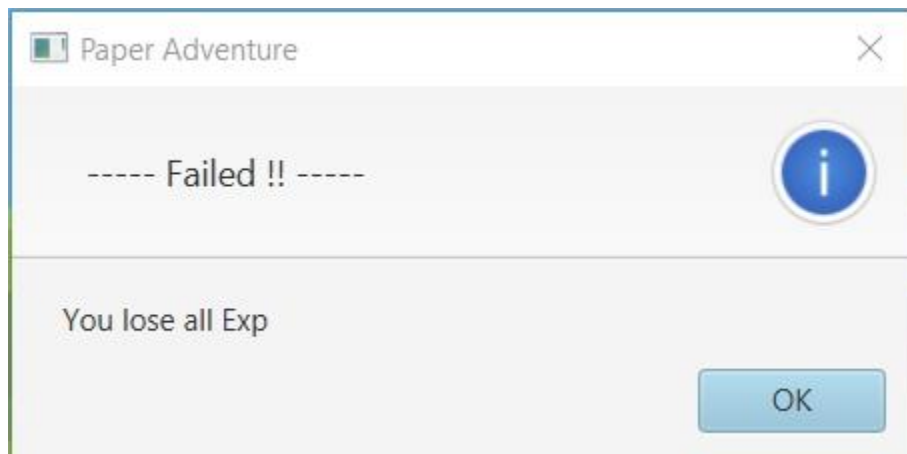 Paper Adventure
----- Failed !! -----
i
You lose all Exp
OK